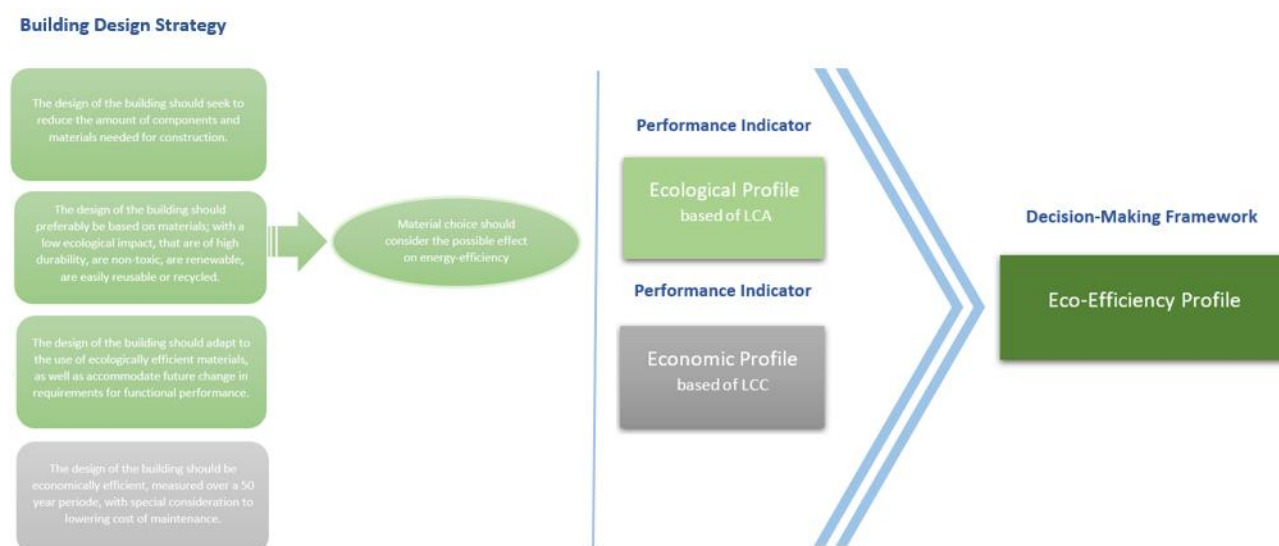 Building Design Strategy
The design of the building should seek to
reduce the amount of components and
materials needed for construction.
The design of the building should
preferably be based on materials; with a
low ecological impact, that are of high
durability, are non-toxic, are renewable,
are easily reusable or recycled.
Material choice should
consider the possible effect
on energy-efficiency
The design of the building should adapt to
the use of ecologically efficient materials,
as well as accommodate future change in
requirements for functional performance.
The design of the building should be
economically efficient, measured over a 50
year periode, with special consideration to
lowering cost of maintenance.
Performance Indicator
Ecological Profile
based of LCA
Performance Indicator
Economic Profile
based of LCC
Decision-Making Framework
Eco-Efficiency Profile